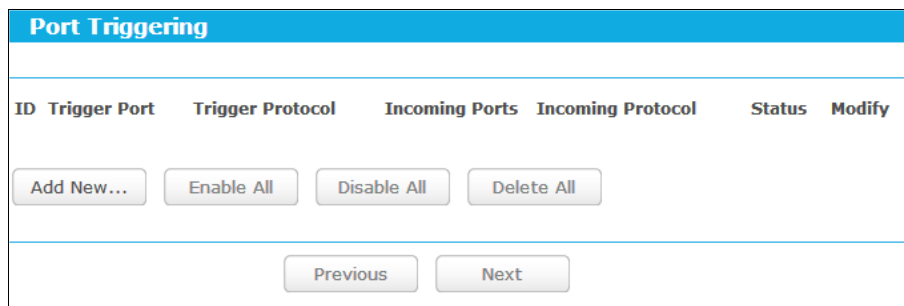 Port Triggering
ID Trigger Port Trigger Protocol Incoming Ports Incoming Protocol Status Modify
Add New... Enable All Disable All Delete All
Previous Next